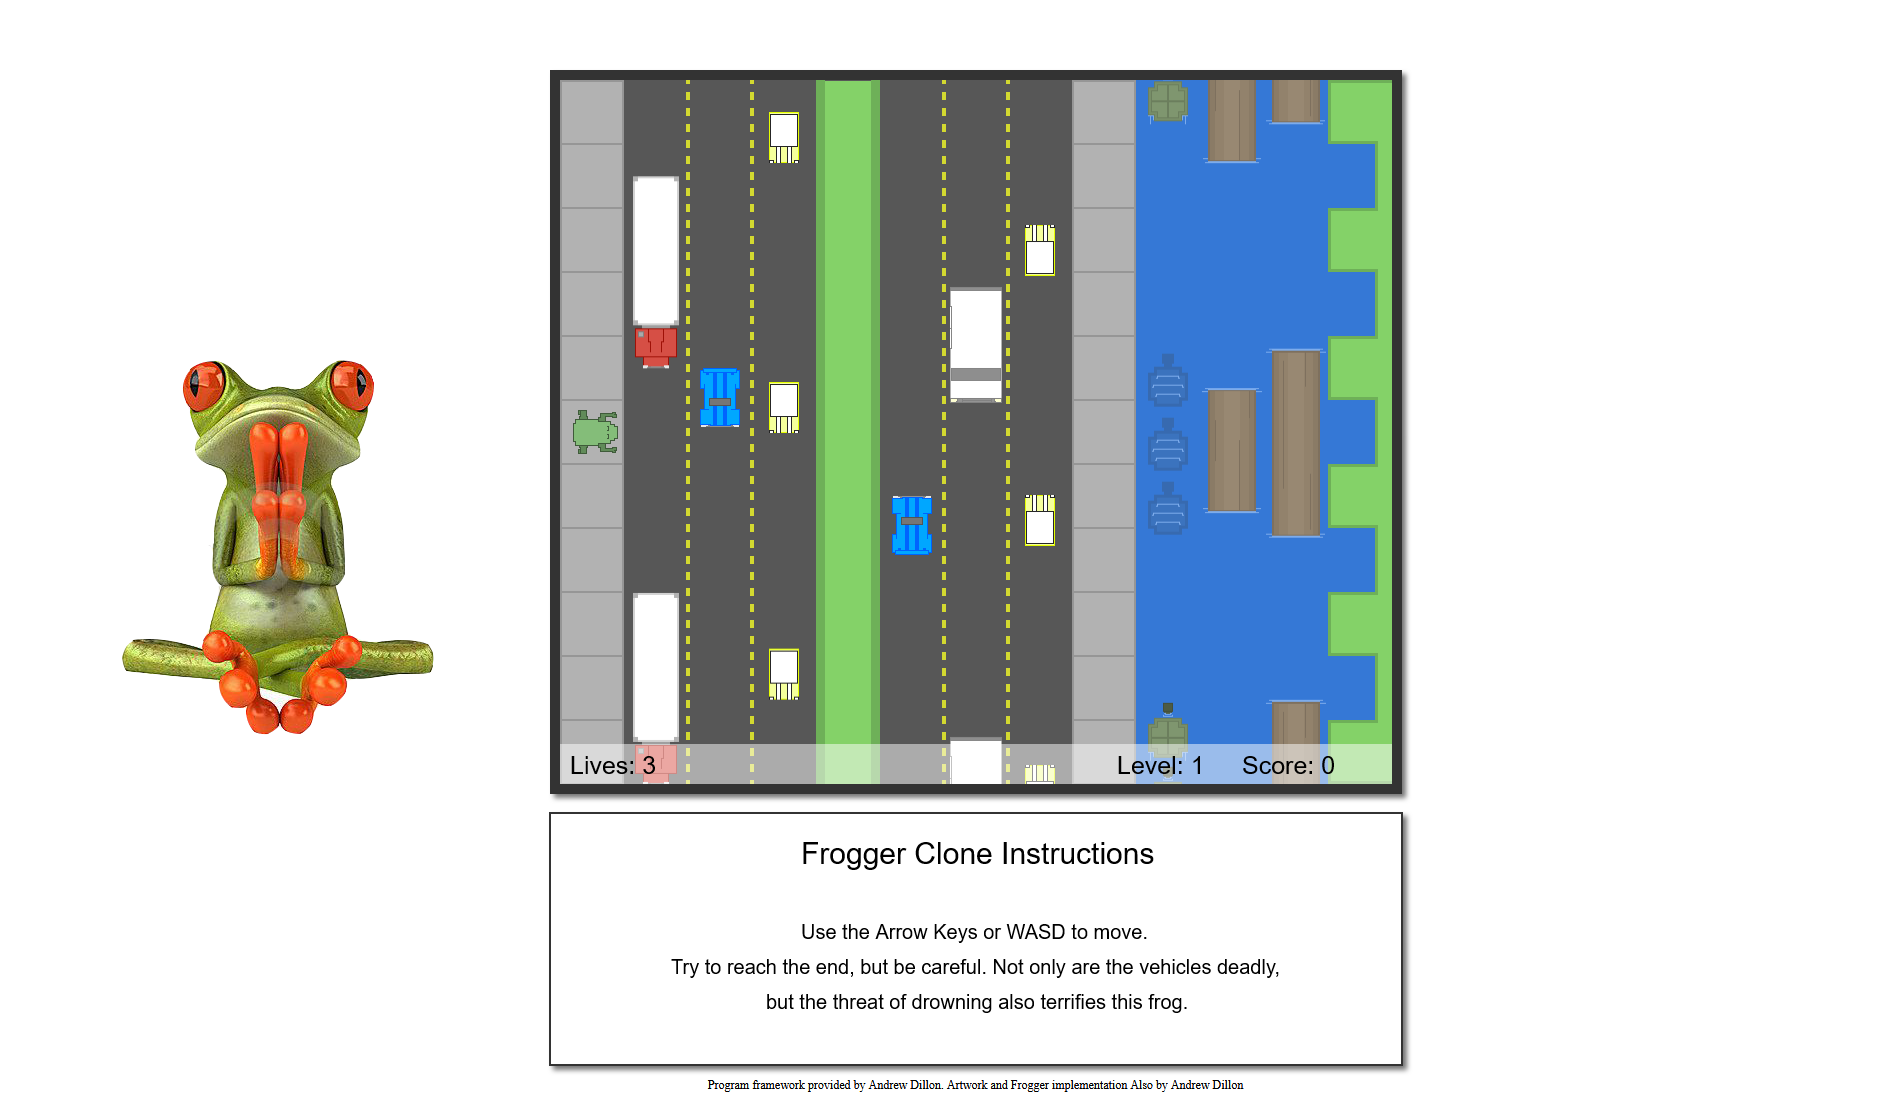 Lives: 3
Level: 1
Score: 0
Frogger Clone Instructions
Use the Arrow Keys or WASD to move.
Try to reach the end, but be careful. Not only are the vehicles deadly,
but the threat of drowning also terrifies this frog.
Program framework provided by Andrew Dillon. Artwork and Frogger implementation Also by Andrew Dillon